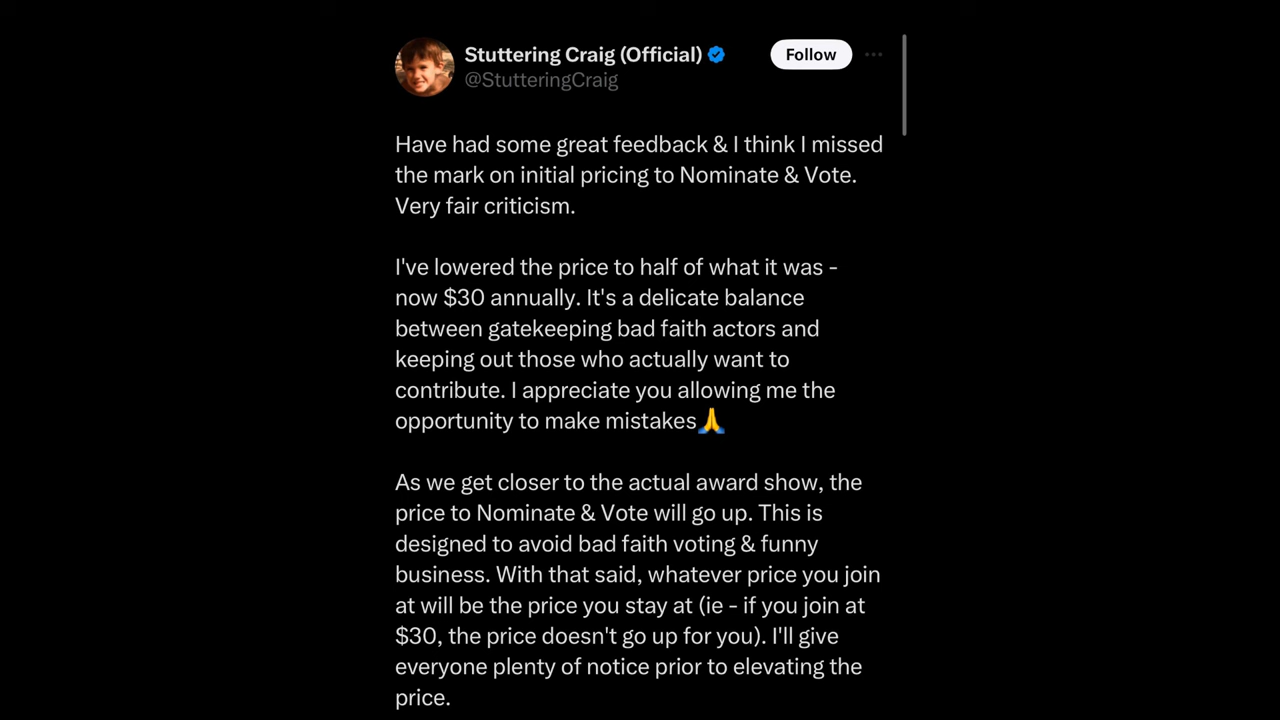 Stuttering Craig (Official)
Follow
@StutteringCraig
Have had some great feedback & I think I missed
the mark on initial pricing to Nominate & Vote.
Very fair criticism.
I've lowered the price to half of what it was -
now $30 annually. It's a delicate balance
between gatekeeping bad faith actors and
keeping out those who actually want to
contribute. I appreciate you allowing me the
opportunity to make mistakes🙏
As we get closer to the actual award show, the
price to Nominate & Vote will go up. This is
designed to avoid bad faith voting & funny
business. With that said, whatever price you join
at will be the price you stay at (ie - if you join at
$30, the price doesn't go up for you). I'll give
everyone plenty of notice prior to elevating the
price.